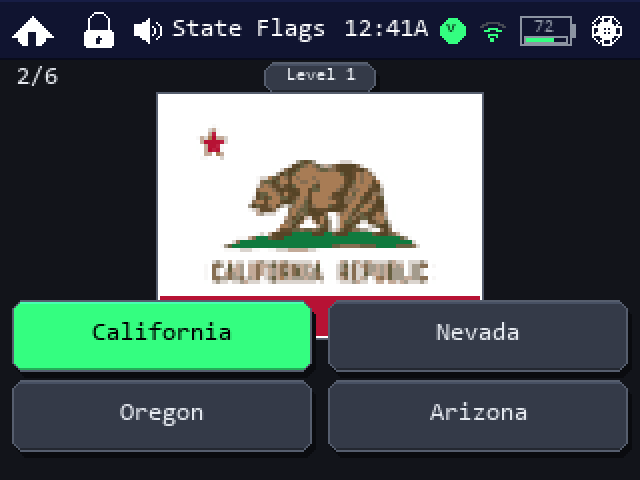 State Flags 12:41A 72
2/6
Level 1
CALIFORNIA REPUBLIC
California
Nevada
Oregon
Arizona